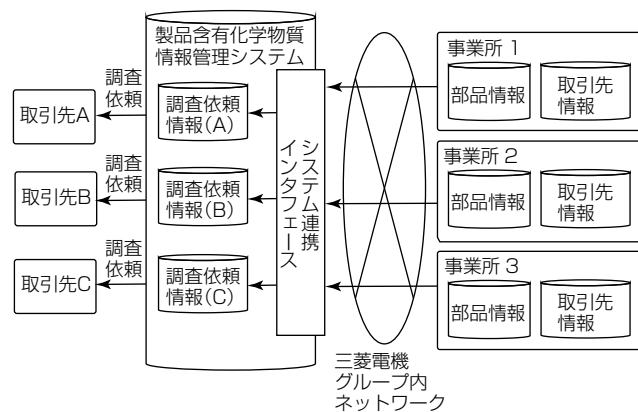 製品含有化学物質
情報管理システム
調査
依頼
取引先A
調査依頼
情報(A)
調査
依頼
取引先B
調査依頼
情報(B)
調査
依頼
取引先C
調査依頼
情報(C)
システム連携
インタフェース
三菱電機
グループ内
ネットワーク
事業所 1
部品情報
取引先
情報
事業所 2
部品情報
取引先
情報
事業所 3
部品情報
取引先
情報